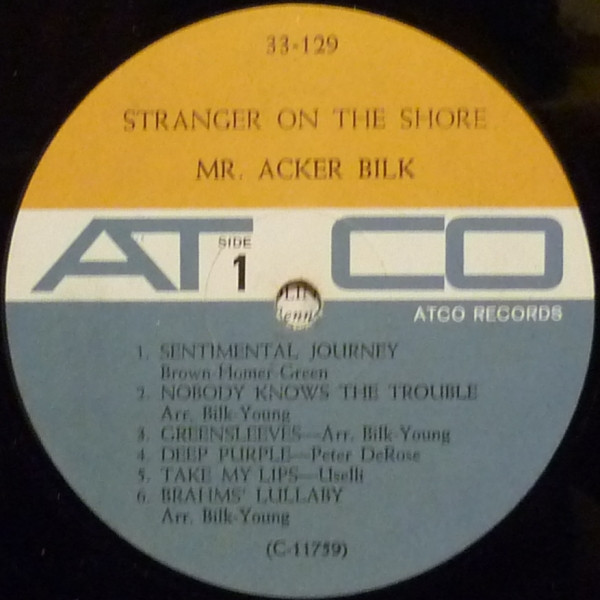 33-129
STRANGER ON THE SHORE
MR. ACKER BILK
ATCO
SIDE
1
ATCO RECORDS
1. SENTIMENTAL JOURNEY
Brown-Homer-Green
2. NOBODY KNOWS THE TROUBLE
Arr. Bilk-Young
3. GREENSLEEVES—Arr. Bilk-Young
4. DEEP PURPLE—Peter DeRose
5. TAKE MY LIPS—Uselli
6. BRAHMS' LULLABY
Arr. Bilk-Young
(C-11759)